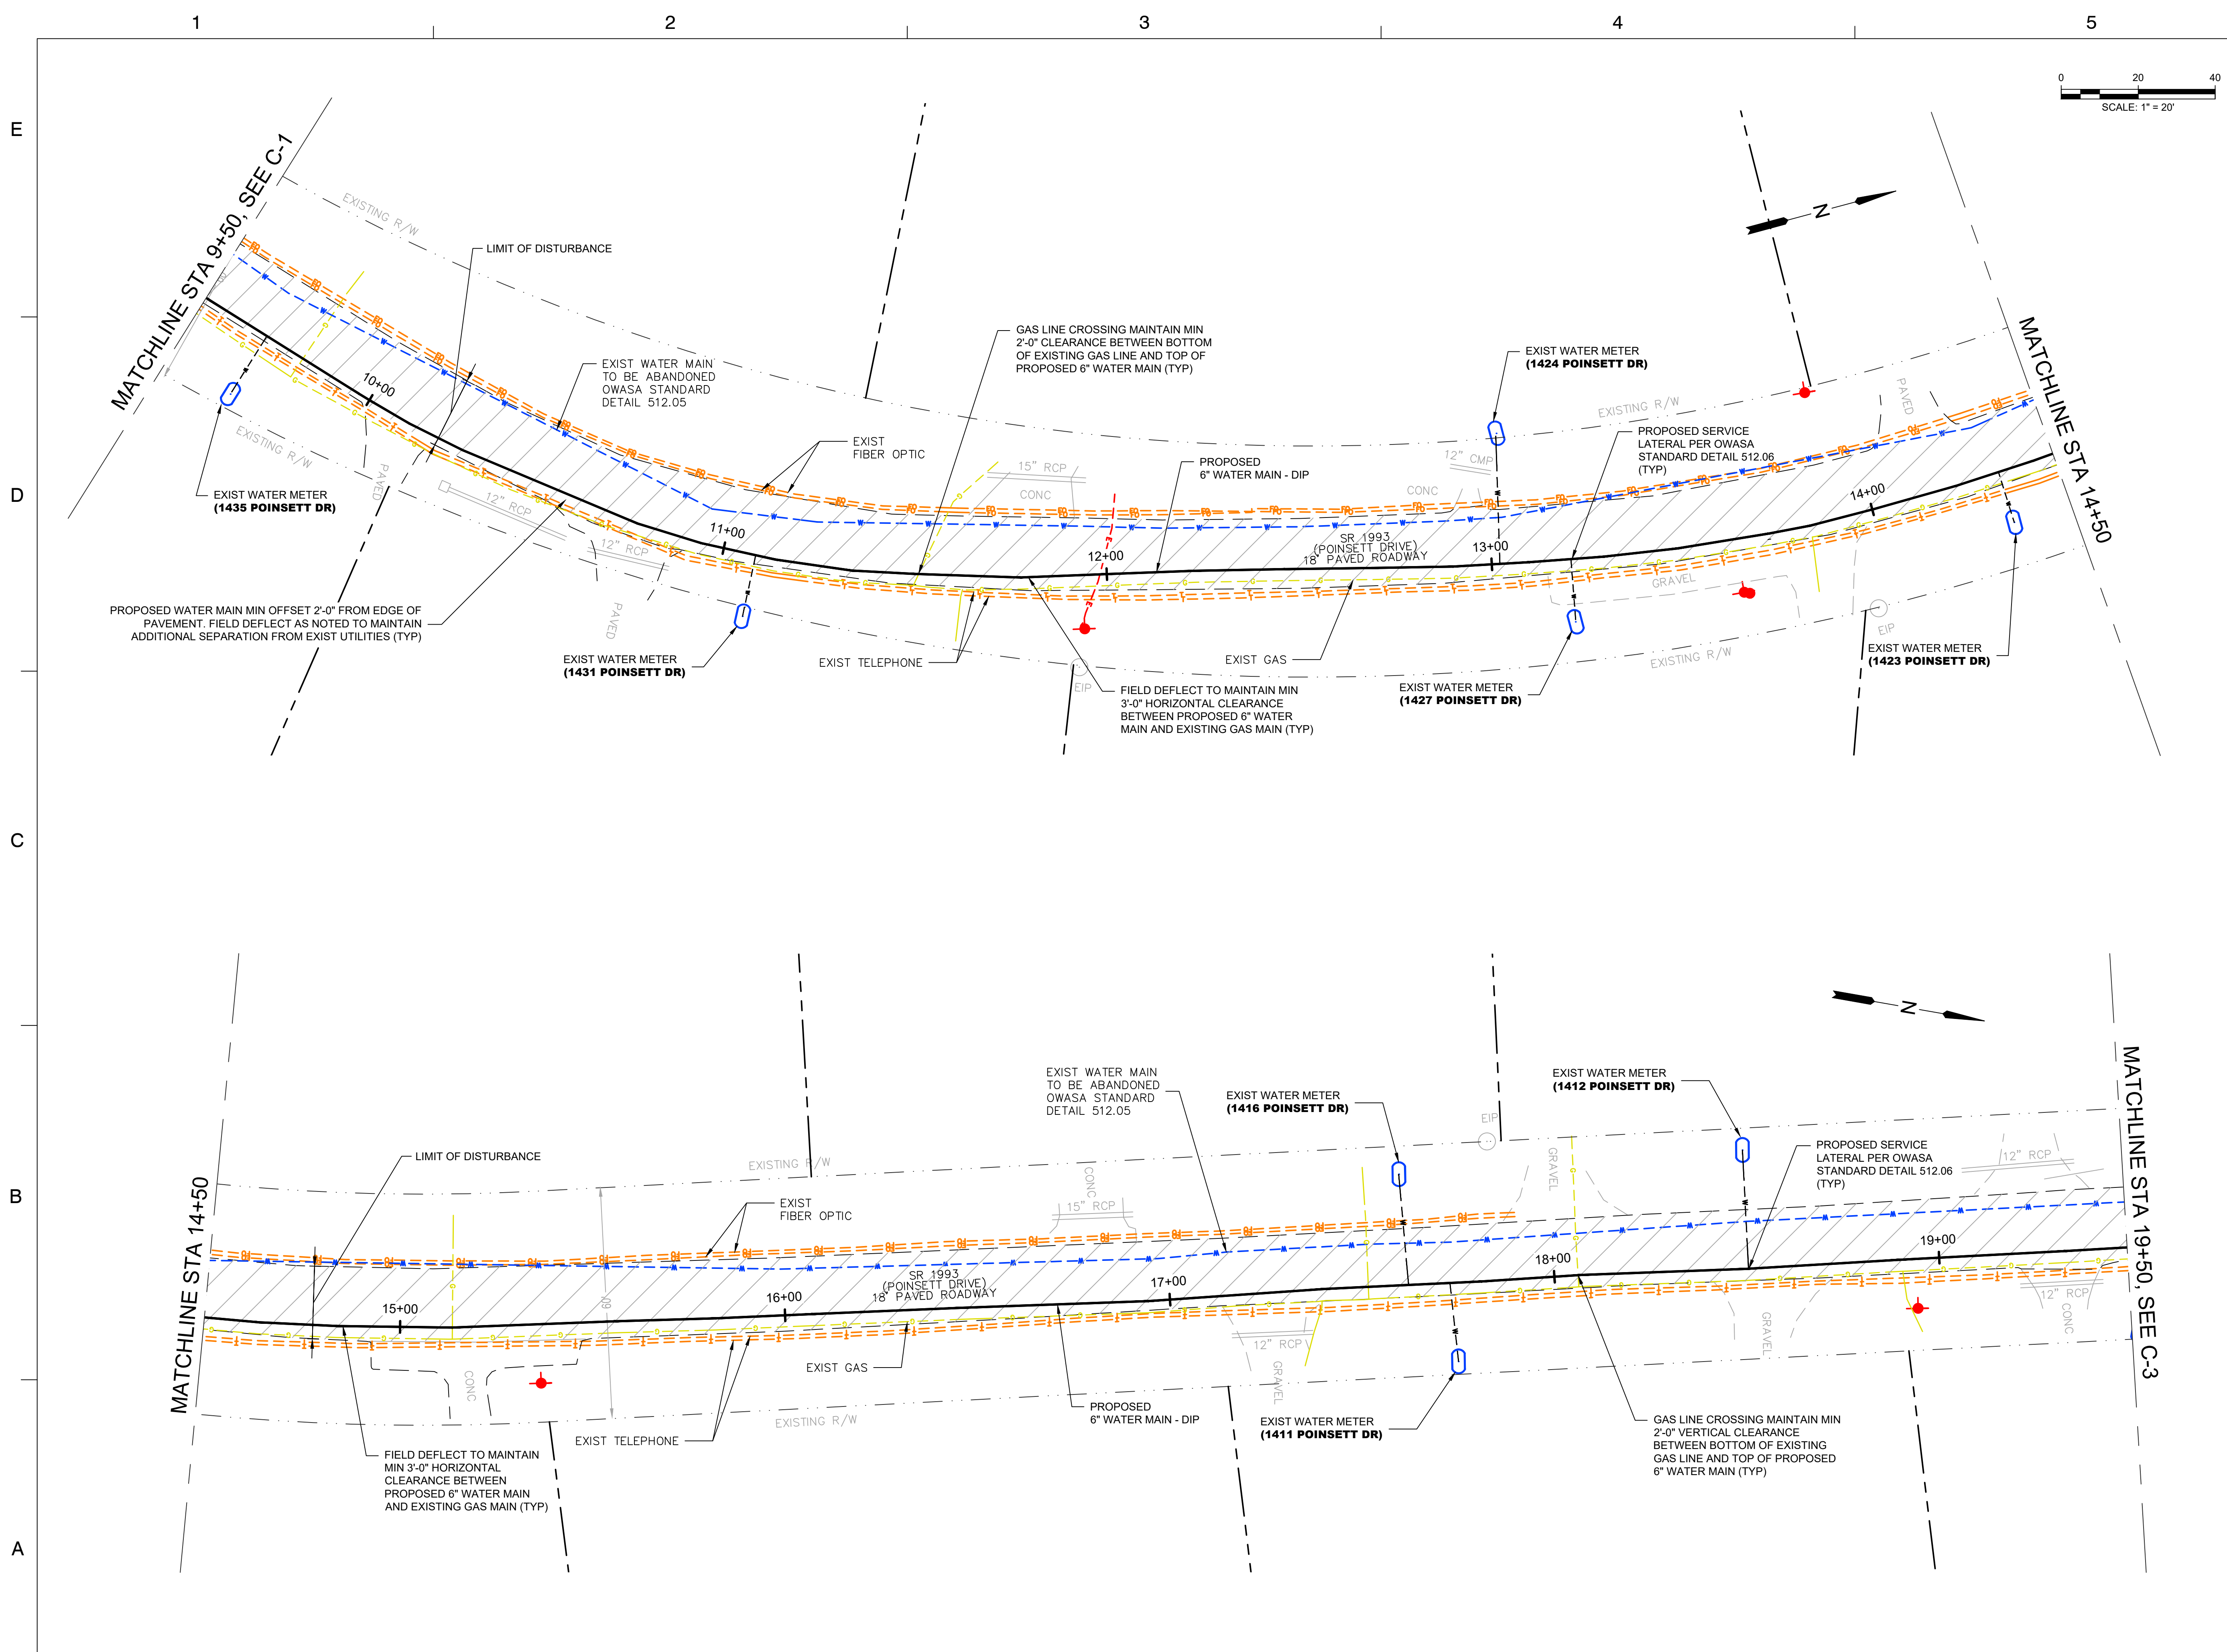 1 2 3 4 5
E
D
C
B
A
0 20 40
SCALE: 1" = 20'
MATCHLINE STA 9+50, SEE C-1
EXISTING R/W
LIMIT OF DISTURBANCE
EXIST WATER MAIN
TO BE ABANDONED
OWASA STANDARD
DETAIL 512.05
EXIST
FIBER OPTIC
GAS LINE CROSSING MAINTAIN MIN
2'-0" CLEARANCE BETWEEN BOTTOM
OF EXISTING GAS LINE AND TOP OF
PROPOSED 6" WATER MAIN (TYP)
PROPOSED
6" WATER MAIN - DIP
EXIST WATER METER
(1424 POINSETT DR)
PROPOSED SERVICE
LATERAL PER OWASA
STANDARD DETAIL 512.06
(TYP)
EXISTING R/W
PAVED
N
MATCHLINE STA 14+50
10+00
11+00
12+00
13+00
14+00
15" RCP
CONC
12" CMP
CONC
SR 1993
(POINSETT DRIVE)
18' PAVED ROADWAY
EXISTING R/W
PAVED
12" RCP
12" RCP
PAVED
GRAVEL
EIP
EIP
EXISTING R/W
EXIST WATER METER
(1435 POINSETT DR)
PROPOSED WATER MAIN MIN OFFSET 2'-0" FROM EDGE OF
PAVEMENT. FIELD DEFLECT AS NOTED TO MAINTAIN
ADDITIONAL SEPARATION FROM EXIST UTILITIES (TYP)
EXIST WATER METER
(1431 POINSETT DR)
EXIST TELEPHONE
EXIST GAS
FIELD DEFLECT TO MAINTAIN MIN
3'-0" HORIZONTAL CLEARANCE
BETWEEN PROPOSED 6" WATER
MAIN AND EXISTING GAS MAIN (TYP)
EXIST WATER METER
(1427 POINSETT DR)
EXIST WATER METER
(1423 POINSETT DR)
MATCHLINE STA 14+50
LIMIT OF DISTURBANCE
EXISTING R/W
EXIST
FIBER OPTIC
EXIST WATER MAIN
TO BE ABANDONED
OWASA STANDARD
DETAIL 512.05
EXIST WATER METER
(1416 POINSETT DR)
EXIST WATER METER
(1412 POINSETT DR)
PROPOSED SERVICE
LATERAL PER OWASA
STANDARD DETAIL 512.06
(TYP)
N
MATCHLINE STA 19+50, SEE C-3
EIP
GRAVEL
12" RCP
CONC
15" RCP
60'
SR 1993
(POINSETT DRIVE)
18' PAVED ROADWAY
15+00
16+00
17+00
18+00
19+00
CONC
12" RCP
GRAVEL
GRAVEL
12" RCP
CONC
EXISTING R/W
EXIST GAS
EXIST TELEPHONE
PROPOSED
6" WATER MAIN - DIP
EXIST WATER METER
(1411 POINSETT DR)
GAS LINE CROSSING MAINTAIN MIN
2'-0" VERTICAL CLEARANCE
BETWEEN BOTTOM OF EXISTING
GAS LINE AND TOP OF PROPOSED
6" WATER MAIN (TYP)
FIELD DEFLECT TO MAINTAIN
MIN 3'-0" HORIZONTAL
CLEARANCE BETWEEN
PROPOSED 6" WATER MAIN
AND EXISTING GAS MAIN (TYP)